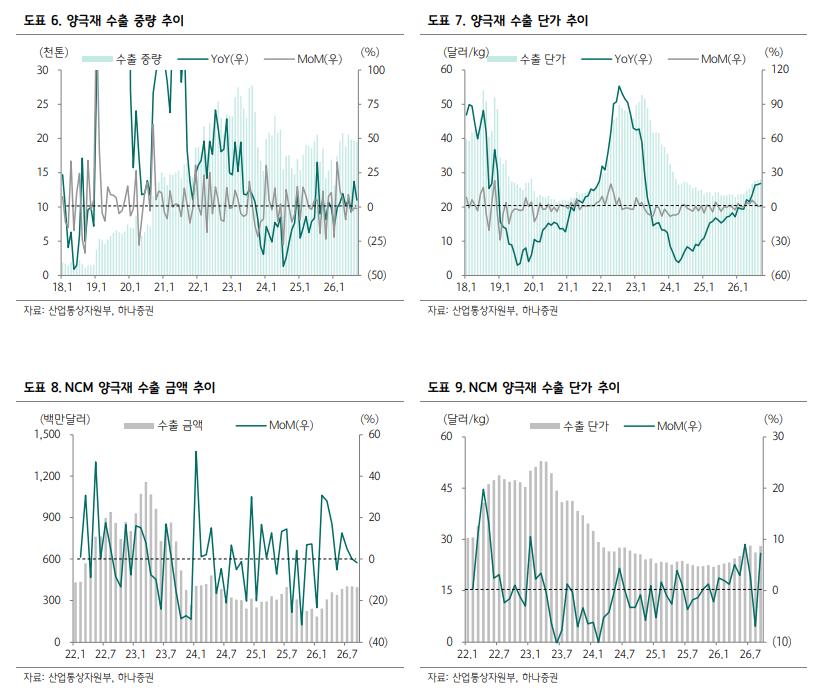 도표 6. 양극재 수출 중량 추이
(천톤) 수출 중량 YoY(우) MoM(우) (%)
30 100
25 75
20 50
15 25
10 0
5 (25)
0 (50)
18.1 19.1 20.1 21.1 22.1 23.1 24.1 25.1 26.1
자료: 산업통상자원부, 하나증권
도표 7. 양극재 수출 단가 추이
(달러/kg) 수출 단가 YoY(우) MoM(우) (%)
60 120
50 90
40 60
30 30
20 0
10 (30)
0 (60)
18.1 19.1 20.1 21.1 22.1 23.1 24.1 25.1 26.1
자료: 산업통상자원부, 하나증권
도표 8. NCM 양극재 수출 금액 추이
(백만달러) 수출 금액 MoM(우) (%)
1,500 60
1,200 40
900 20
600 0
300 (20)
0 (40)
22.1 22.7 23.1 23.7 24.1 24.7 25.1 25.7 26.1 26.7
자료: 산업통상자원부, 하나증권
도표 9. NCM 양극재 수출 단가 추이
(달러/kg) 수출 단가 MoM(우) (%)
60 30
45 20
30 10
15 0
0 (10)
22.1 22.7 23.1 23.7 24.1 24.7 25.1 25.7 26.1 26.7
자료: 산업통상자원부, 하나증권